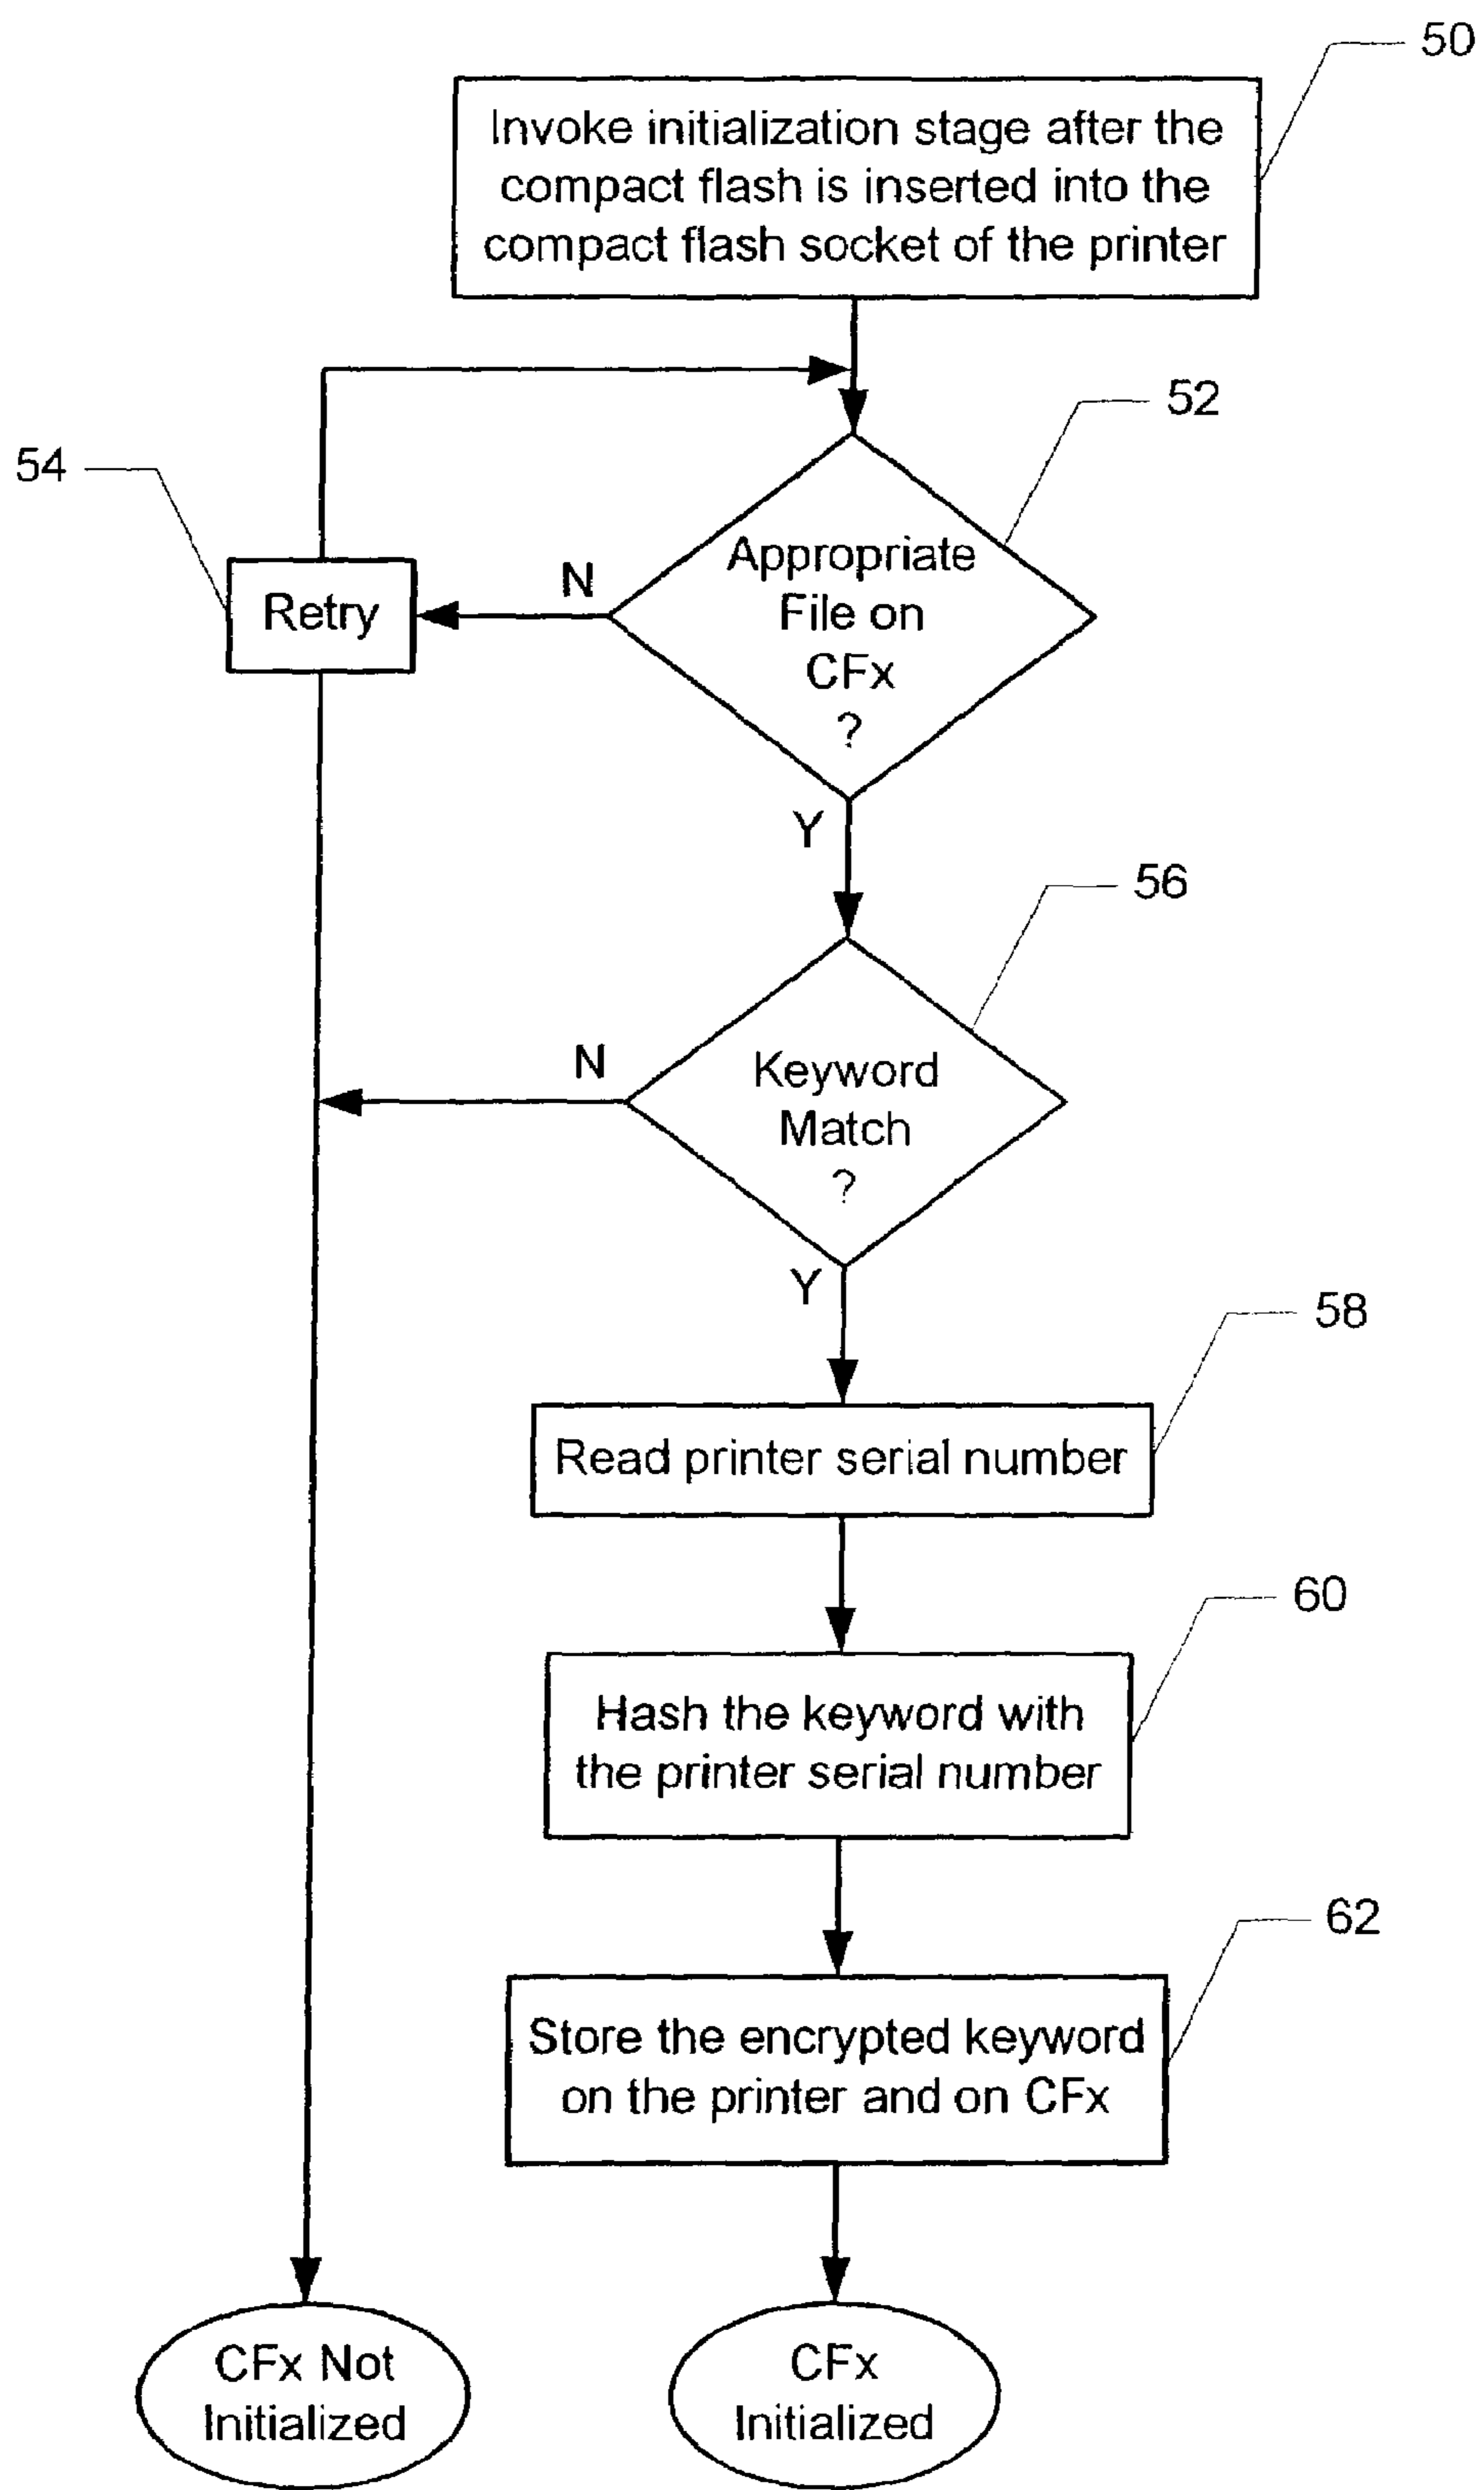 50
Invoke initialization stage after the
compact flash is inserted into the
compact flash socket of the printer
52
54
Appropriate
File on
CFx
?
N
Retry
Y
56
Keyword
Match
?
N
Y
58
Read printer serial number
60
Hash the keyword with
the printer serial number
62
Store the encrypted keyword
on the printer and on CFx
CFx Not
Initialized
CFx
Initialized